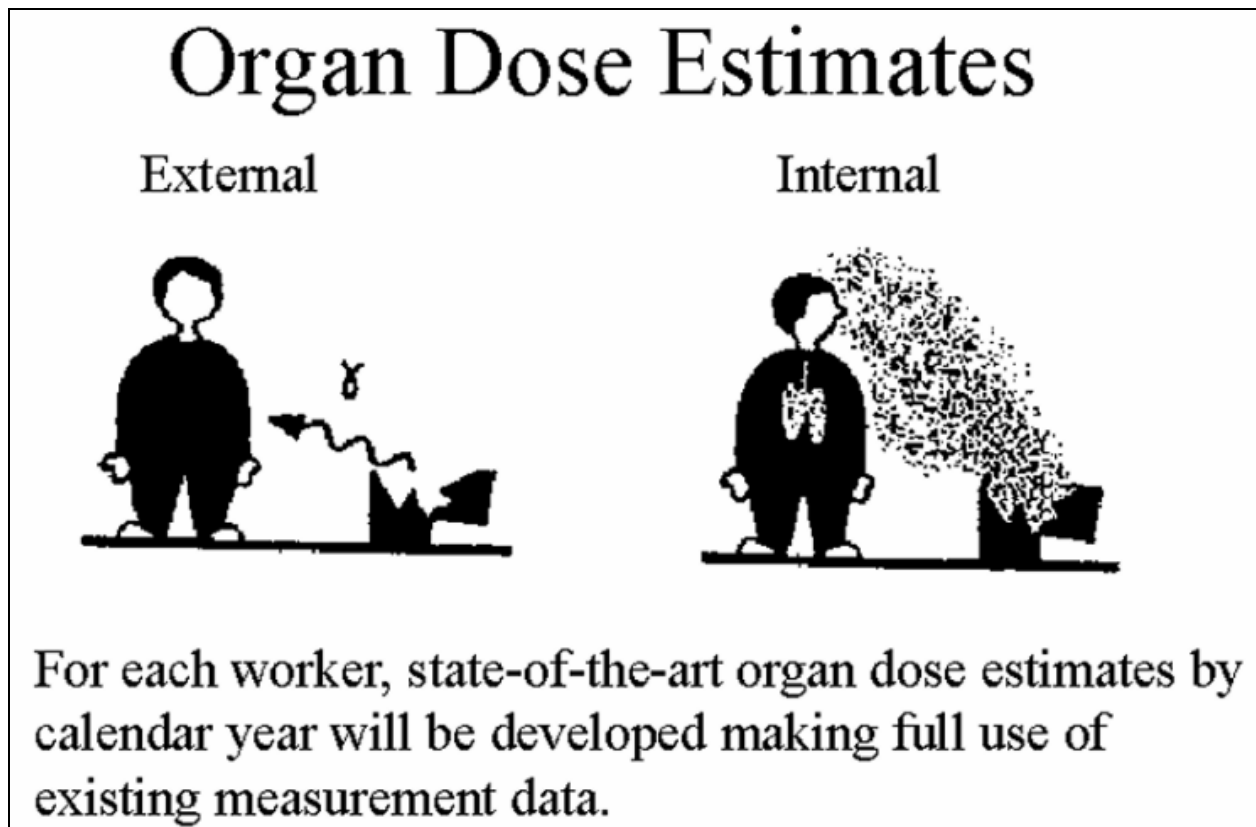 Organ Dose Estimates
External
Internal
γ
For each worker, state-of-the-art organ dose estimates by
calendar year will be developed making full use of
existing measurement data.